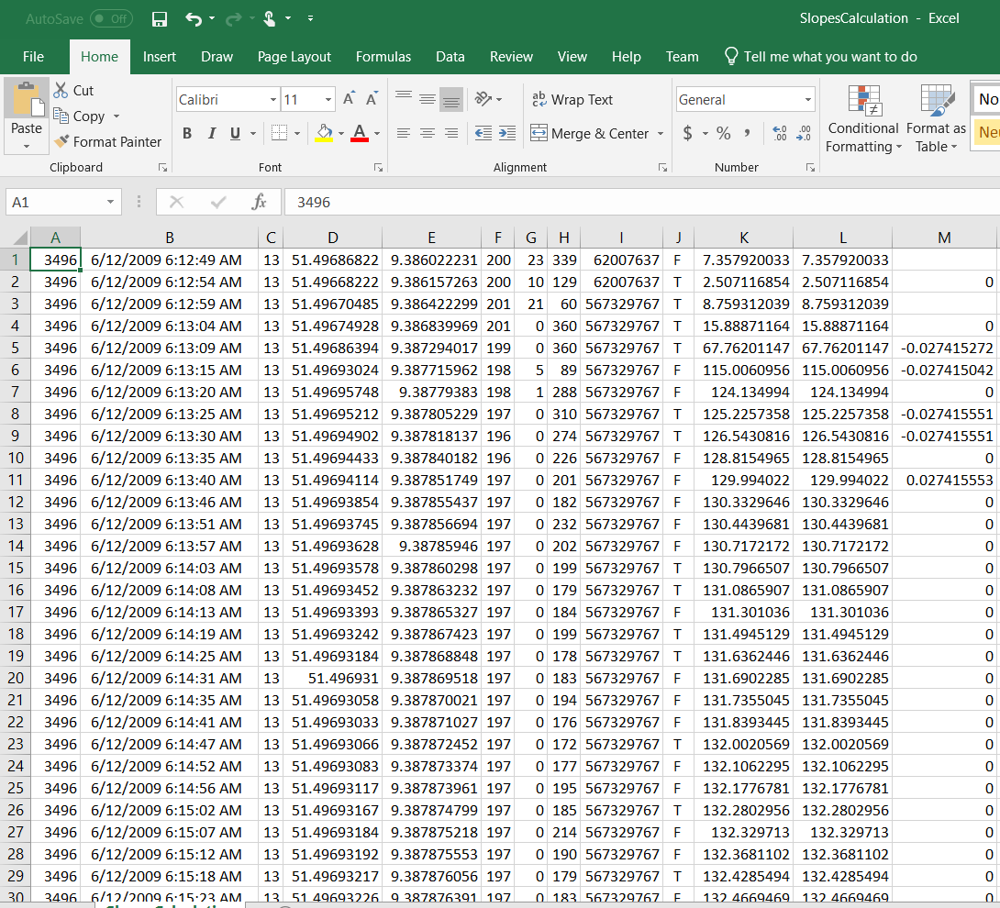 AutoSave Off SlopesCalculation - Excel
File Home Insert Draw Page Layout Formulas Data Review View Help Team Tell me what you want to do
Paste
Cut
Copy
Format Painter
Clipboard
Calibri 11
B I U A
Font
ab Wrap Text
Merge & Center
Alignment
General
$ % ,
Number
Conditional Formatting
Format as Table
A1 fx 3496
A B C D E F G H I J K L M
1 3496 6/12/2009 6:12:49 AM 13 51.49686822 9.386022231 200 23 339 62007637 F 7.357920033 7.357920033
2 3496 6/12/2009 6:12:54 AM 13 51.49668222 9.386157263 200 10 129 62007637 T 2.507116854 2.507116854 0
3 3496 6/12/2009 6:12:59 AM 13 51.49670485 9.386422299 201 21 60 567329767 T 8.759312039 8.759312039
4 3496 6/12/2009 6:13:04 AM 13 51.49674928 9.386839969 201 0 360 567329767 T 15.88871164 15.88871164 0
5 3496 6/12/2009 6:13:09 AM 13 51.49686394 9.387294017 199 0 360 567329767 T 67.76201147 67.76201147 -0.027415272
6 3496 6/12/2009 6:13:15 AM 13 51.49693024 9.387715962 198 5 89 567329767 F 115.0060956 115.0060956 -0.027415042
7 3496 6/12/2009 6:13:20 AM 13 51.49695748 9.38779383 198 1 288 567329767 F 124.134994 124.134994 0
8 3496 6/12/2009 6:13:25 AM 13 51.49695212 9.387805229 197 0 310 567329767 T 125.2257358 125.2257358 -0.027415551
9 3496 6/12/2009 6:13:30 AM 13 51.49694902 9.387818137 196 0 274 567329767 T 126.5430816 126.5430816 -0.027415551
10 3496 6/12/2009 6:13:35 AM 13 51.49694433 9.387840182 196 0 226 567329767 F 128.8154965 128.8154965 0
11 3496 6/12/2009 6:13:40 AM 13 51.49694114 9.387851749 197 0 201 567329767 F 129.994022 129.994022 0.027415553
12 3496 6/12/2009 6:13:46 AM 13 51.49693854 9.387855437 197 0 182 567329767 F 130.3329646 130.3329646 0
13 3496 6/12/2009 6:13:51 AM 13 51.49693745 9.387856694 197 0 232 567329767 F 130.4439681 130.4439681 0
14 3496 6/12/2009 6:13:57 AM 13 51.49693628 9.38785946 197 0 202 567329767 F 130.7172172 130.7172172 0
15 3496 6/12/2009 6:14:03 AM 13 51.49693578 9.387860298 197 0 199 567329767 T 130.7966507 130.7966507 0
16 3496 6/12/2009 6:14:08 AM 13 51.49693452 9.387863232 197 0 179 567329767 T 131.0865907 131.0865907 0
17 3496 6/12/2009 6:14:13 AM 13 51.49693393 9.387865327 197 0 184 567329767 F 131.301036 131.301036 0
18 3496 6/12/2009 6:14:19 AM 13 51.49693242 9.387867423 197 0 199 567329767 T 131.4945129 131.4945129 0
19 3496 6/12/2009 6:14:25 AM 13 51.49693184 9.387868848 197 0 178 567329767 T 131.6362446 131.6362446 0
20 3496 6/12/2009 6:14:31 AM 13 51.496931 9.387869518 197 0 183 567329767 F 131.6902285 131.6902285 0
21 3496 6/12/2009 6:14:35 AM 13 51.49693058 9.387870021 197 0 194 567329767 F 131.7355045 131.7355045 0
22 3496 6/12/2009 6:14:41 AM 13 51.49693033 9.387871027 197 0 176 567329767 F 131.8393445 131.8393445 0
23 3496 6/12/2009 6:14:47 AM 13 51.49693066 9.387872452 197 0 172 567329767 T 132.0020569 132.0020569 0
24 3496 6/12/2009 6:14:52 AM 13 51.49693083 9.387873374 197 0 177 567329767 F 132.1062295 132.1062295 0
25 3496 6/12/2009 6:14:56 AM 13 51.49693117 9.387873961 197 0 195 567329767 F 132.1776781 132.1776781 0
26 3496 6/12/2009 6:15:02 AM 13 51.49693167 9.387874799 197 0 185 567329767 T 132.2802956 132.2802956 0
27 3496 6/12/2009 6:15:07 AM 13 51.49693184 9.387875218 197 0 214 567329767 F 132.329713 132.329713 0
28 3496 6/12/2009 6:15:12 AM 13 51.49693192 9.387875553 197 0 190 567329767 F 132.3681102 132.3681102 0
29 3496 6/12/2009 6:15:18 AM 13 51.49693217 9.387876056 197 0 179 567329767 T 132.4285494 132.4285494 0
30 3496 6/12/2009 6:15:23 AM 13 51.49693226 9.387876391 197 0 183 567329767 F 132.4669469 132.4669469 0